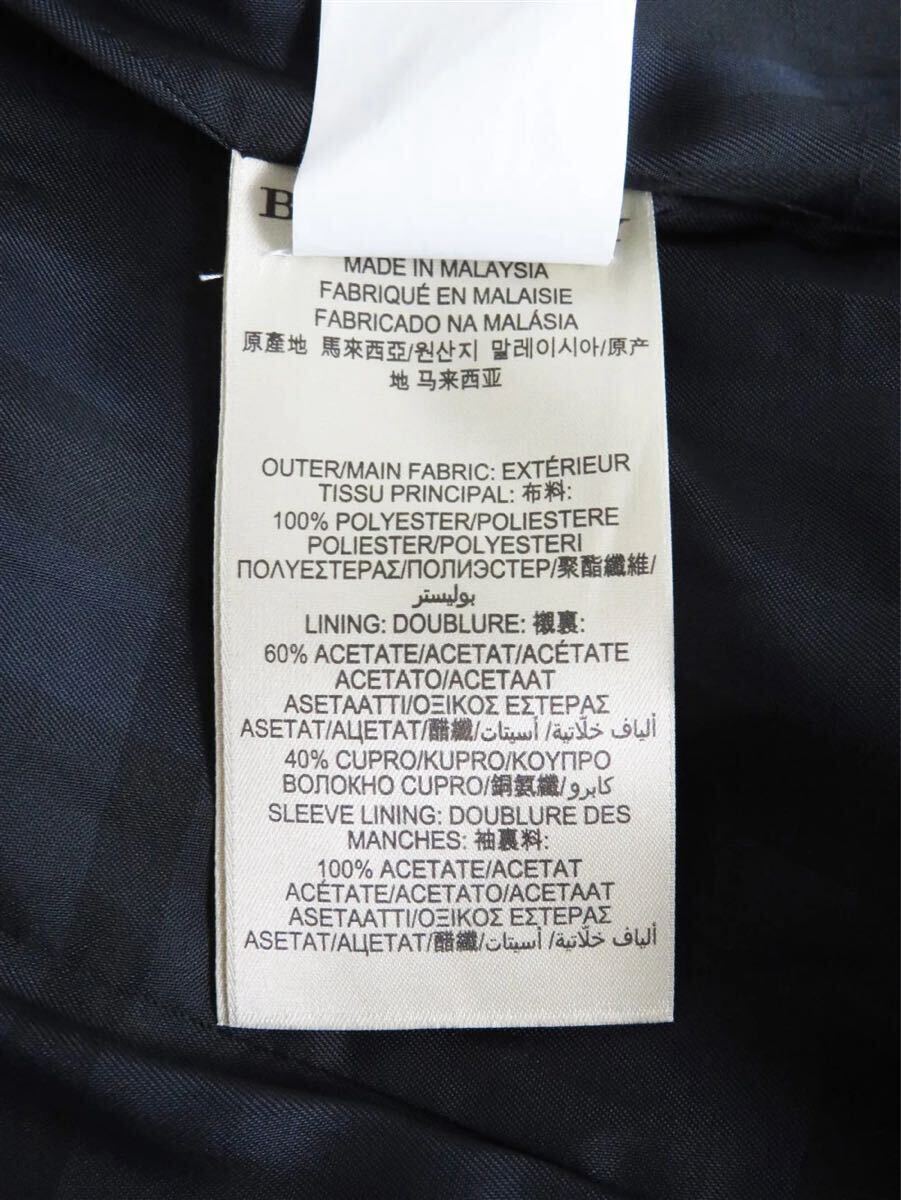 MADE IN MALAYSIA
FABRIQUÉ EN MALAISIE
FABRICADO NA MALÁSIA
原產地 馬來西亞/원산지 말레이시아/原产
地 马来西亚
OUTER/MAIN FABRIC: EXTÉRIEUR
TISSU PRINCIPAL: 布料:
100% POLYESTER/POLIESTERE
POLIESTER/POLYESTERI
ΠΟΛΥΕΣΤΕΡΑΣ/ПОЛИЭСТЕР/聚酯纖維/
بوليستر
LINING: DOUBLURE: 襯裏:
60% ACETATE/ACETAT/ACÉTATE
ACETATO/ACETAAT
ASETAATTI/ΟΞΙΚΟΣ ΕΣΤΕΡΑΣ
ASETAT/АЦЕТАТ/醋纖/ألياف خلّاتية/ أسيتات
40% CUPRO/KUPRO/ΚΟΥΠΡΟ
ВОЛОКНО CUPRO/銅氨纖/كابرو
SLEEVE LINING: DOUBLURE DES
MANCHES: 袖裏料:
100% ACETATE/ACETAT
ACÉTATE/ACETATO/ACETAAT
ASETAATTI/ΟΞΙΚΟΣ ΕΣΤΕΡΑΣ
ASETAT/АЦЕТАТ/醋纖/ألياف خلّاتية/ أسيتات